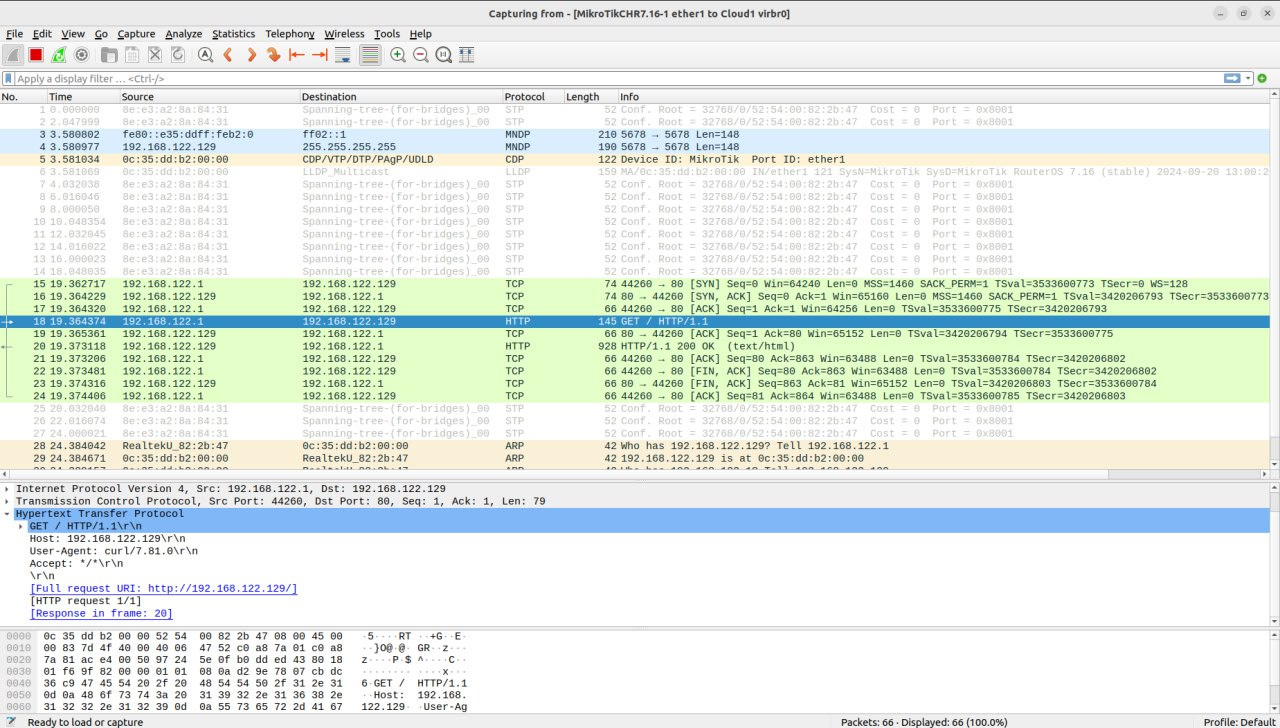 Capturing from - [MikroTikCHR7.16-1 ether1 to Cloud1 virbr0]
File Edit View Go Capture Analyze Statistics Telephony Wireless Tools Help
Apply a display filter … <Ctrl-/>
No. Time Source Destination Protocol Length Info
1 0.000000 8e:e3:a2:8a:84:31 Spanning-tree-(for-bridges)_00 STP 52 Conf. Root = 32768/0/52:54:00:82:2b:47 Cost = 0 Port = 0x8001
2 2.047999 8e:e3:a2:8a:84:31 Spanning-tree-(for-bridges)_00 STP 52 Conf. Root = 32768/0/52:54:00:82:2b:47 Cost = 0 Port = 0x8001
3 3.580802 fe80::e35:ddff:feb2:0 ff02::1 MNDP 210 5678 → 5678 Len=148
4 3.580977 192.168.122.129 255.255.255.255 MNDP 190 5678 → 5678 Len=148
5 3.581034 0c:35:dd:b2:00:00 CDP/VTP/DTP/PAgP/UDLD CDP 122 Device ID: MikroTik Port ID: ether1
6 3.581069 0c:35:dd:b2:00:00 LLDP_Multicast LLDP 159 MA/0c:35:dd:b2:00:00 IN/ether1 121 SysN=MikroTik SysD=MikroTik RouterOS 7.16 (stable) 2024-09-20 13:00:2
7 4.032038 8e:e3:a2:8a:84:31 Spanning-tree-(for-bridges)_00 STP 52 Conf. Root = 32768/0/52:54:00:82:2b:47 Cost = 0 Port = 0x8001
8 6.016046 8e:e3:a2:8a:84:31 Spanning-tree-(for-bridges)_00 STP 52 Conf. Root = 32768/0/52:54:00:82:2b:47 Cost = 0 Port = 0x8001
9 8.000050 8e:e3:a2:8a:84:31 Spanning-tree-(for-bridges)_00 STP 52 Conf. Root = 32768/0/52:54:00:82:2b:47 Cost = 0 Port = 0x8001
10 10.048354 8e:e3:a2:8a:84:31 Spanning-tree-(for-bridges)_00 STP 52 Conf. Root = 32768/0/52:54:00:82:2b:47 Cost = 0 Port = 0x8001
11 12.032045 8e:e3:a2:8a:84:31 Spanning-tree-(for-bridges)_00 STP 52 Conf. Root = 32768/0/52:54:00:82:2b:47 Cost = 0 Port = 0x8001
12 14.016022 8e:e3:a2:8a:84:31 Spanning-tree-(for-bridges)_00 STP 52 Conf. Root = 32768/0/52:54:00:82:2b:47 Cost = 0 Port = 0x8001
13 16.000023 8e:e3:a2:8a:84:31 Spanning-tree-(for-bridges)_00 STP 52 Conf. Root = 32768/0/52:54:00:82:2b:47 Cost = 0 Port = 0x8001
14 18.048035 8e:e3:a2:8a:84:31 Spanning-tree-(for-bridges)_00 STP 52 Conf. Root = 32768/0/52:54:00:82:2b:47 Cost = 0 Port = 0x8001
15 19.362717 192.168.122.1 192.168.122.129 TCP 74 44260 → 80 [SYN] Seq=0 Win=64240 Len=0 MSS=1460 SACK_PERM=1 TSval=3533600773 TSecr=0 WS=128
16 19.364229 192.168.122.129 192.168.122.1 TCP 74 80 → 44260 [SYN, ACK] Seq=0 Ack=1 Win=65160 Len=0 MSS=1460 SACK_PERM=1 TSval=3420206793 TSecr=353360077
17 19.364320 192.168.122.1 192.168.122.129 TCP 66 44260 → 80 [ACK] Seq=1 Ack=1 Win=64256 Len=0 TSval=3533600775 TSecr=3420206793
18 19.364374 192.168.122.1 192.168.122.129 HTTP 145 GET / HTTP/1.1
19 19.365361 192.168.122.129 192.168.122.1 TCP 66 80 → 44260 [ACK] Seq=1 Ack=80 Win=65152 Len=0 TSval=3420206794 TSecr=3533600775
20 19.373118 192.168.122.129 192.168.122.1 HTTP 928 HTTP/1.1 200 OK (text/html)
21 19.373206 192.168.122.1 192.168.122.129 TCP 66 44260 → 80 [ACK] Seq=80 Ack=863 Win=63488 Len=0 TSval=3533600784 TSecr=3420206802
22 19.373481 192.168.122.1 192.168.122.129 TCP 66 44260 → 80 [FIN, ACK] Seq=80 Ack=863 Win=63488 Len=0 TSval=3533600784 TSecr=3420206802
23 19.374316 192.168.122.129 192.168.122.1 TCP 66 80 → 44260 [FIN, ACK] Seq=863 Ack=81 Win=65152 Len=0 TSval=3420206803 TSecr=3533600784
24 19.374406 192.168.122.1 192.168.122.129 TCP 66 44260 → 80 [ACK] Seq=81 Ack=864 Win=63488 Len=0 TSval=3533600785 TSecr=3420206803
25 20.032040 8e:e3:a2:8a:84:31 Spanning-tree-(for-bridges)_00 STP 52 Conf. Root = 32768/0/52:54:00:82:2b:47 Cost = 0 Port = 0x8001
26 22.016074 8e:e3:a2:8a:84:31 Spanning-tree-(for-bridges)_00 STP 52 Conf. Root = 32768/0/52:54:00:82:2b:47 Cost = 0 Port = 0x8001
27 24.000021 8e:e3:a2:8a:84:31 Spanning-tree-(for-bridges)_00 STP 52 Conf. Root = 32768/0/52:54:00:82:2b:47 Cost = 0 Port = 0x8001
28 24.384042 RealtekU_82:2b:47 0c:35:dd:b2:00:00 ARP 42 Who has 192.168.122.129? Tell 192.168.122.1
29 24.384671 0c:35:dd:b2:00:00 RealtekU_82:2b:47 ARP 42 192.168.122.129 is at 0c:35:dd:b2:00:00
Internet Protocol Version 4, Src: 192.168.122.1, Dst: 192.168.122.129
Transmission Control Protocol, Src Port: 44260, Dst Port: 80, Seq: 1, Ack: 1, Len: 79
Hypertext Transfer Protocol
GET / HTTP/1.1\r\n
Host: 192.168.122.129\r\n
User-Agent: curl/7.81.0\r\n
Accept: */*\r\n
\r\n
[Full request URI: http://192.168.122.129/]
[HTTP request 1/1]
[Response in frame: 20]
0000 0c 35 dd b2 00 00 52 54 00 82 2b 47 08 00 45 00 ·5····RT ··+G··E·
0010 00 83 7d 4f 40 00 40 06 47 52 c0 a8 7a 01 c0 a8 ··}O@·@· GR··z···
0020 7a 81 ac e4 00 50 97 24 5e 0f b0 dd ed 43 80 18 z····P·$ ^····C··
0030 01 f6 9f 82 00 00 01 01 08 0a d2 9e 78 07 cb dc ········ ····x···
0040 36 c9 47 45 54 20 2f 20 48 54 54 50 2f 31 2e 31 6·GET / HTTP/1.1
0050 0d 0a 48 6f 73 74 3a 20 31 39 32 2e 31 36 38 2e ··Host: 192.168.
31 32 32 2e 31 32 39 0d 0a 55 73 65 72 2d 41 67 122.129· ·User-Ag
Ready to load or capture Packets: 66 · Displayed: 66 (100.0%) Profile: Default